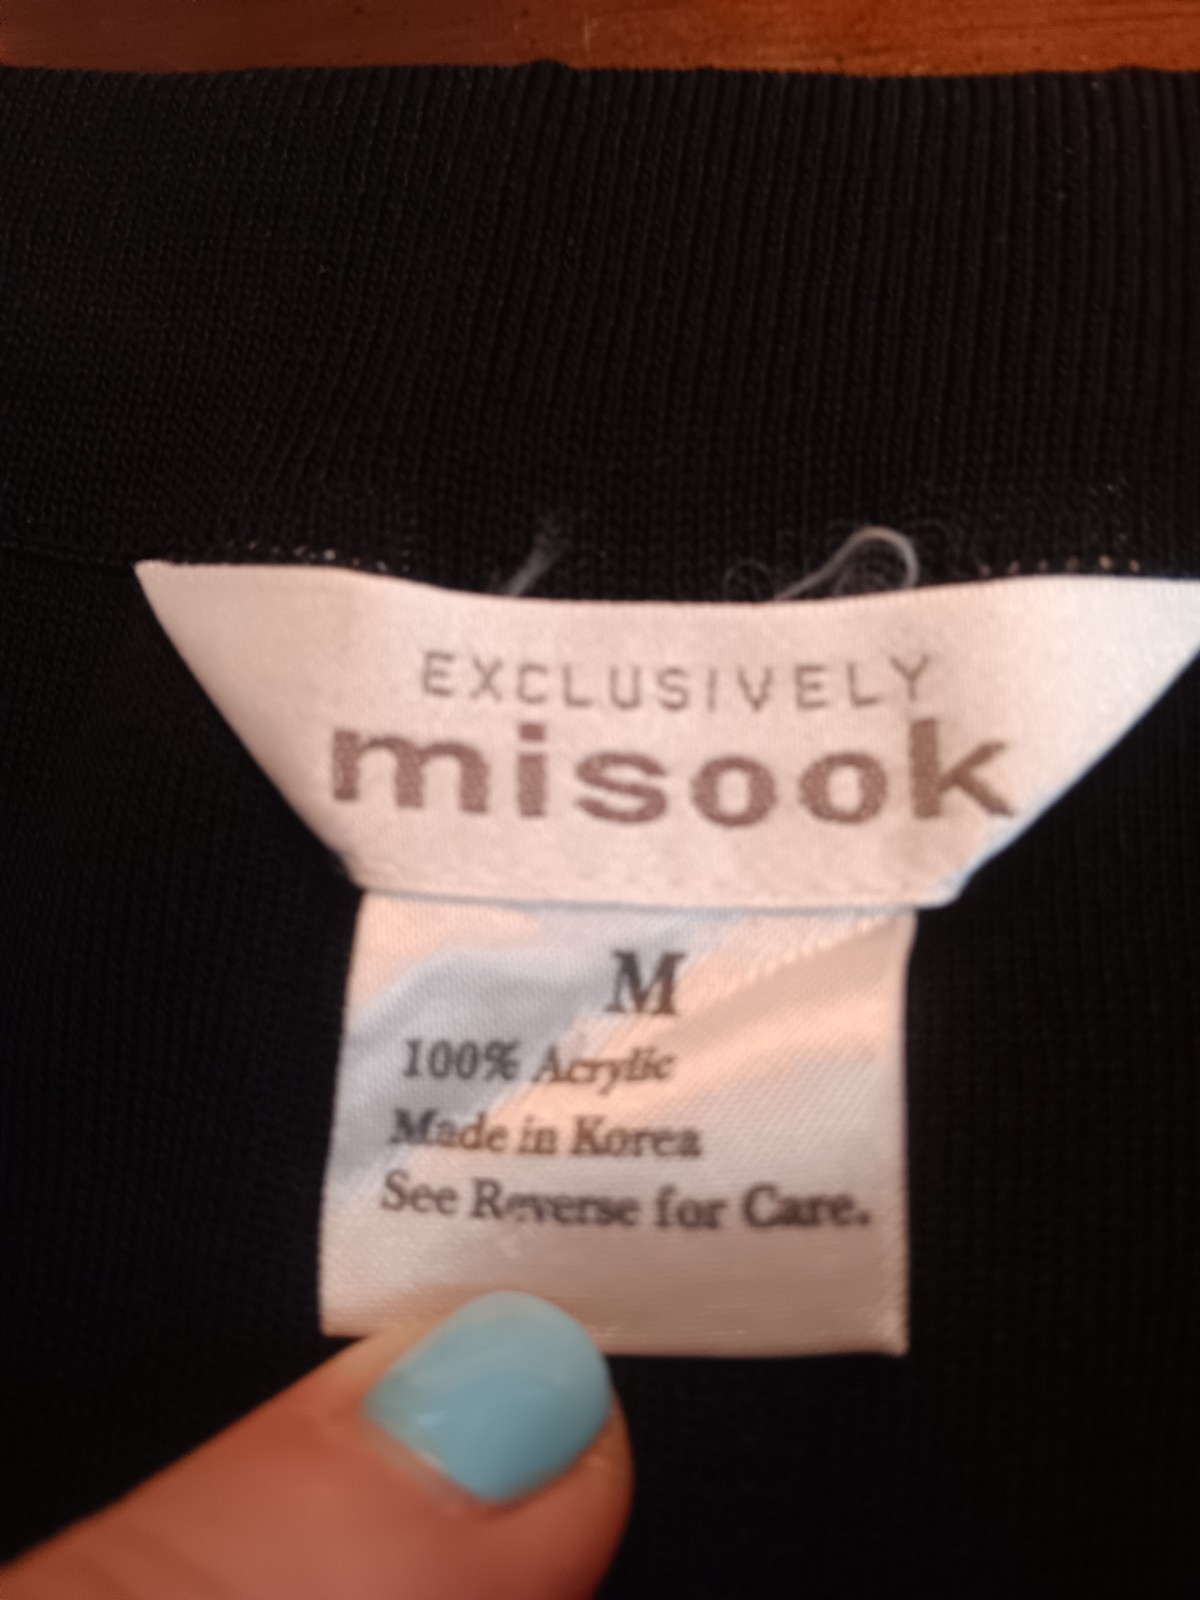 EXCLUSIVELY
misook
M
100% Acrylic
Made in Korea
See Reverse for Care.